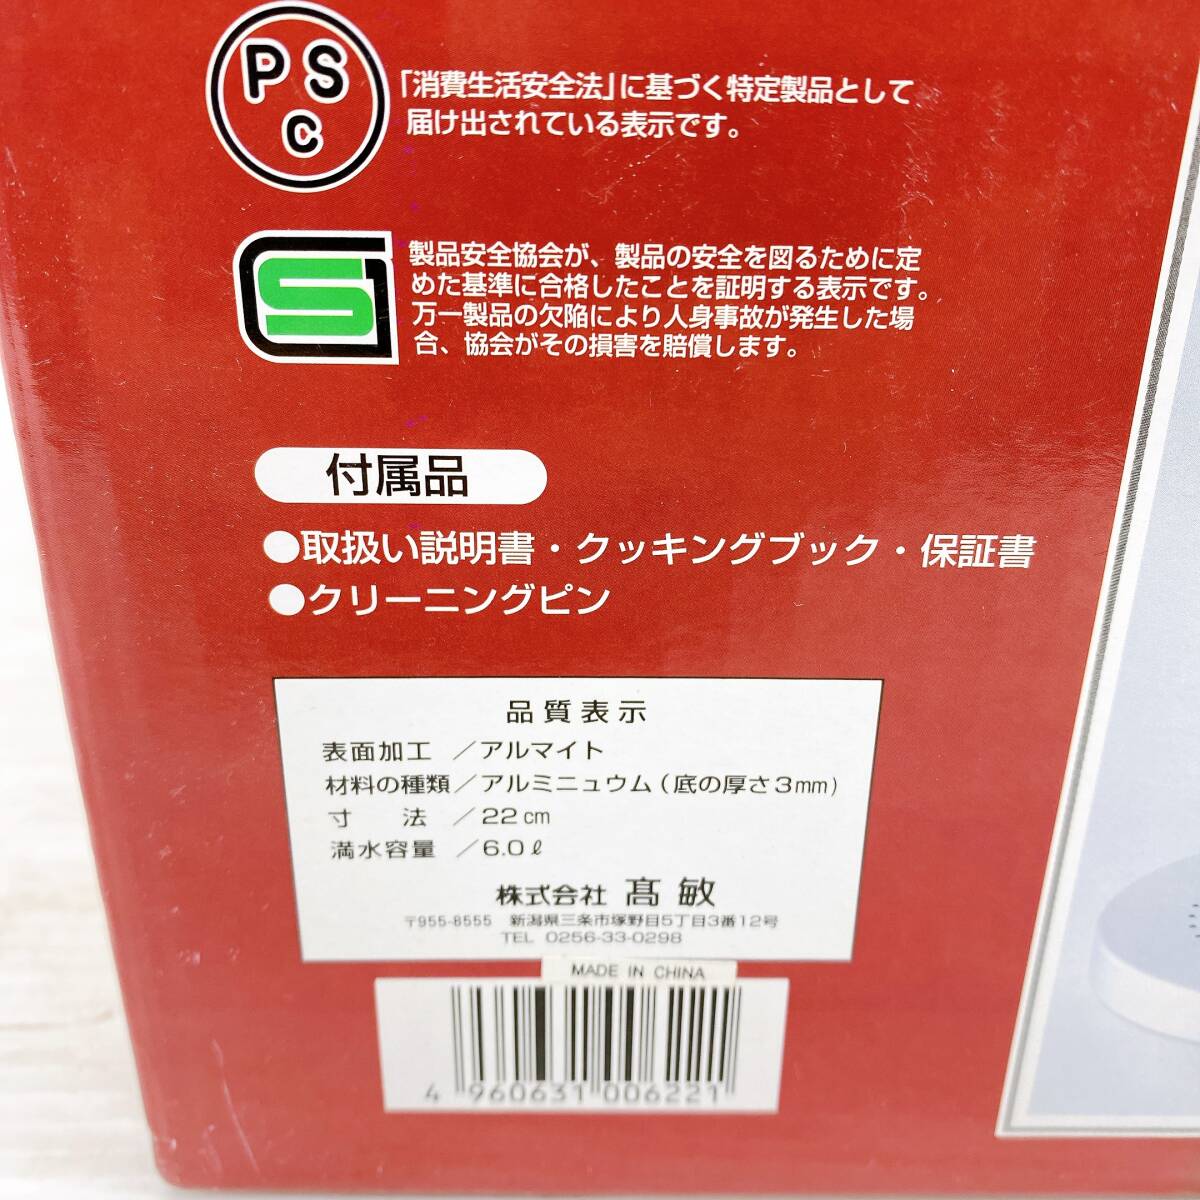 PS
C
「消費生活安全法」に基づく特定製品として
届け出されている表示です。
S
製品安全協会が、製品の安全を図るために定
めた基準に合格したことを証明する表示です。
万一製品の欠陥により人身事故が発生した場
合、協会がその損害を賠償します。
付属品
●取扱い説明書・クッキングブック・保証書
●クリーニングピン
品質表示
表面加工 ／アルマイト
材料の種類／アルミニュウム（底の厚さ3mm）
寸 法 ／22cm
満水容量 ／6.0ℓ
株式会社 髙敏
〒955-8555 新潟県三条市塚野目5丁目3番12号
TEL 0256-33-0298
MADE IN CHINA
4 960631 006221